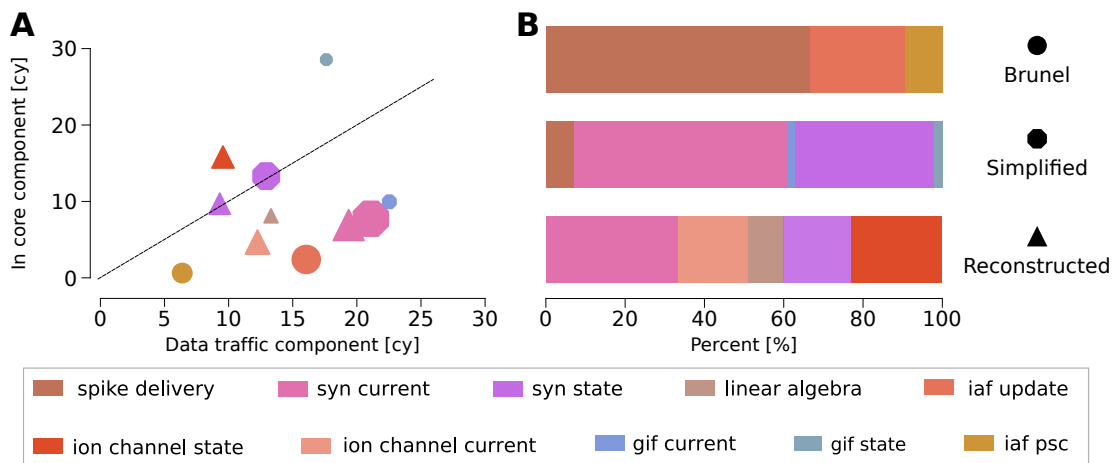 A
B
In core component [cy]
30
20
10
0
0 5 10 15 20 25 30
Data traffic component [cy]
0 20 40 60 80 100
Percent [%]
Brunel
Simplified
Reconstructed
spike delivery syn current syn state linear algebra iaf update
ion channel state ion channel current gif current gif state iaf psc